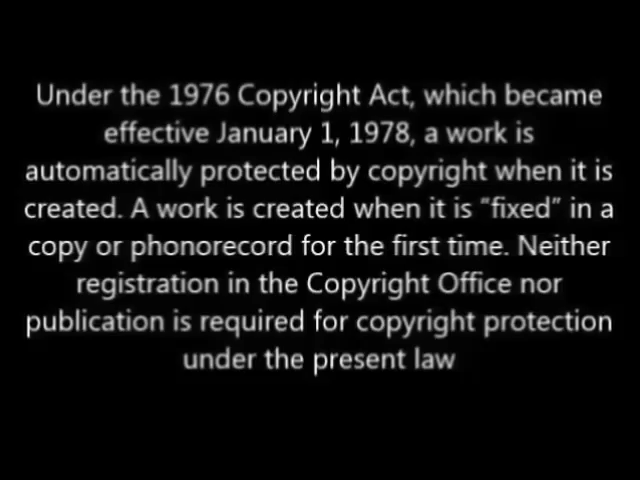 Under the 1976 Copyright Act, which became
effective January 1, 1978, a work is
automatically protected by copyright when it is
created. A work is created when it is “fixed” in a
copy or phonorecord for the first time. Neither
registration in the Copyright Office nor
publication is required for copyright protection
under the present law